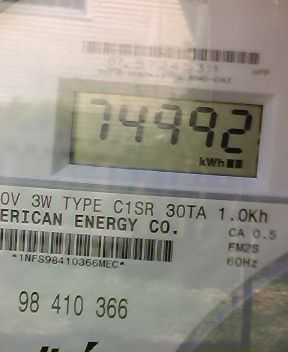 74992
kWh
0V 3W TYPE C1SR 30TA 1.0Kh
ERICAN ENERGY CO.
CA 0.5
FM2S
60Hz
*1NFS98410366MEC*
98 410 366